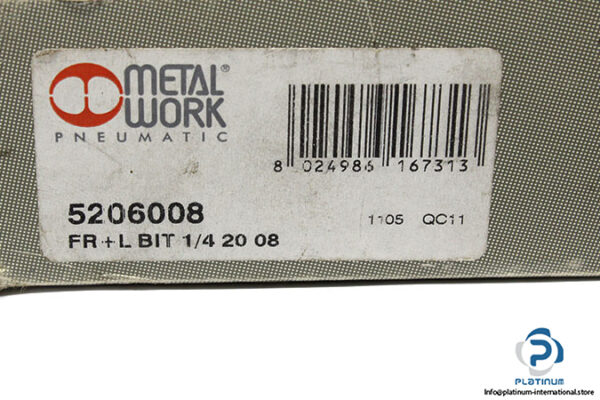 METAL®
WORK
PNEUMATIC
8 024986 167313
5206008
1105 QC11
FR+L BIT 1/4 20 08
PLATINUM
Info@platinum-international.store